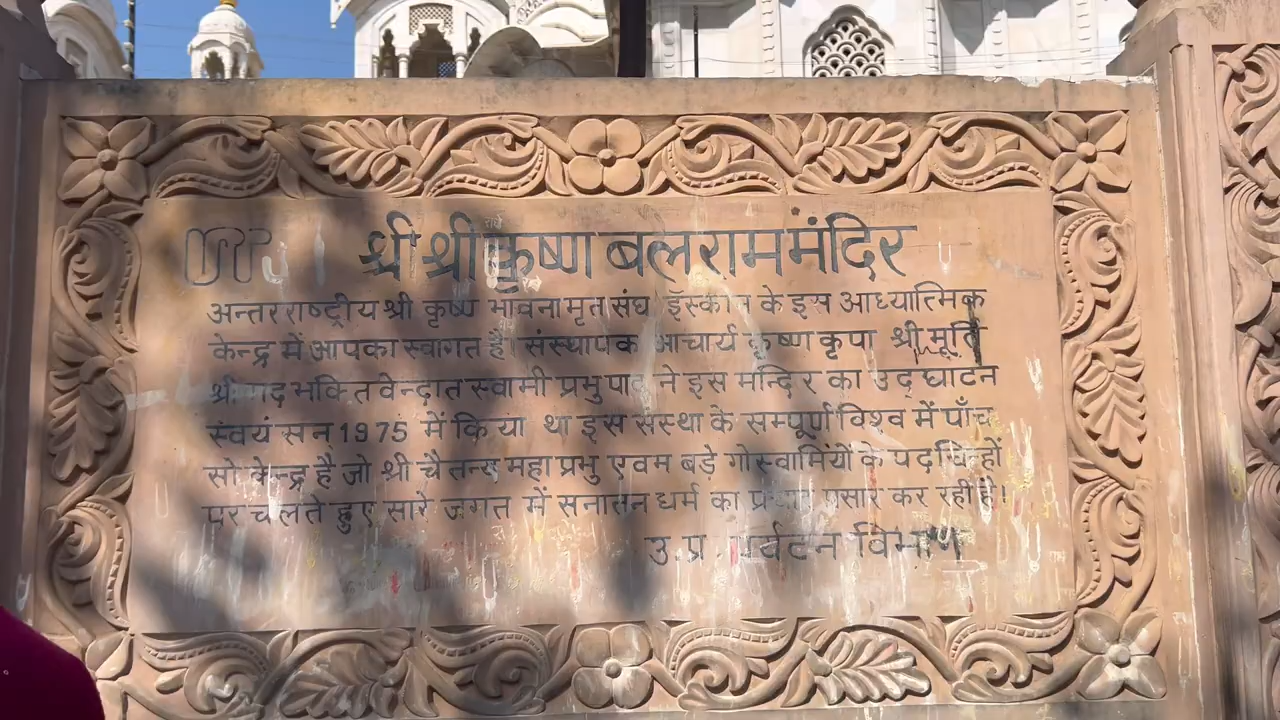 श्री श्री कृष्ण बलराम मंदिर
अन्तरराष्ट्रीय श्री कृष्ण भावनामृत संघ इॅस्कान के इस आध्यात्मिक
केन्द्र में आपका स्वागत है। संस्थापक आचार्य कृष्ण कृपा श्री मूर्ति
श्रीमद भक्ति वेन्दात स्वामी प्रभुपाद ने इस मन्दिर का उद्घाटन
स्वयं सन् 1975 में किया था इस संस्था के सम्पूर्ण विश्व में पाँच
सो केन्द्र है जो श्री चैतन्य महाप्रभु एवम बड़े गोस्वामियों के पदचिन्हों
पर चलते हुए सारे जगत में सनातन धर्म का प्रसार कर रही है।
उ.प्र. पर्यटन विभाग